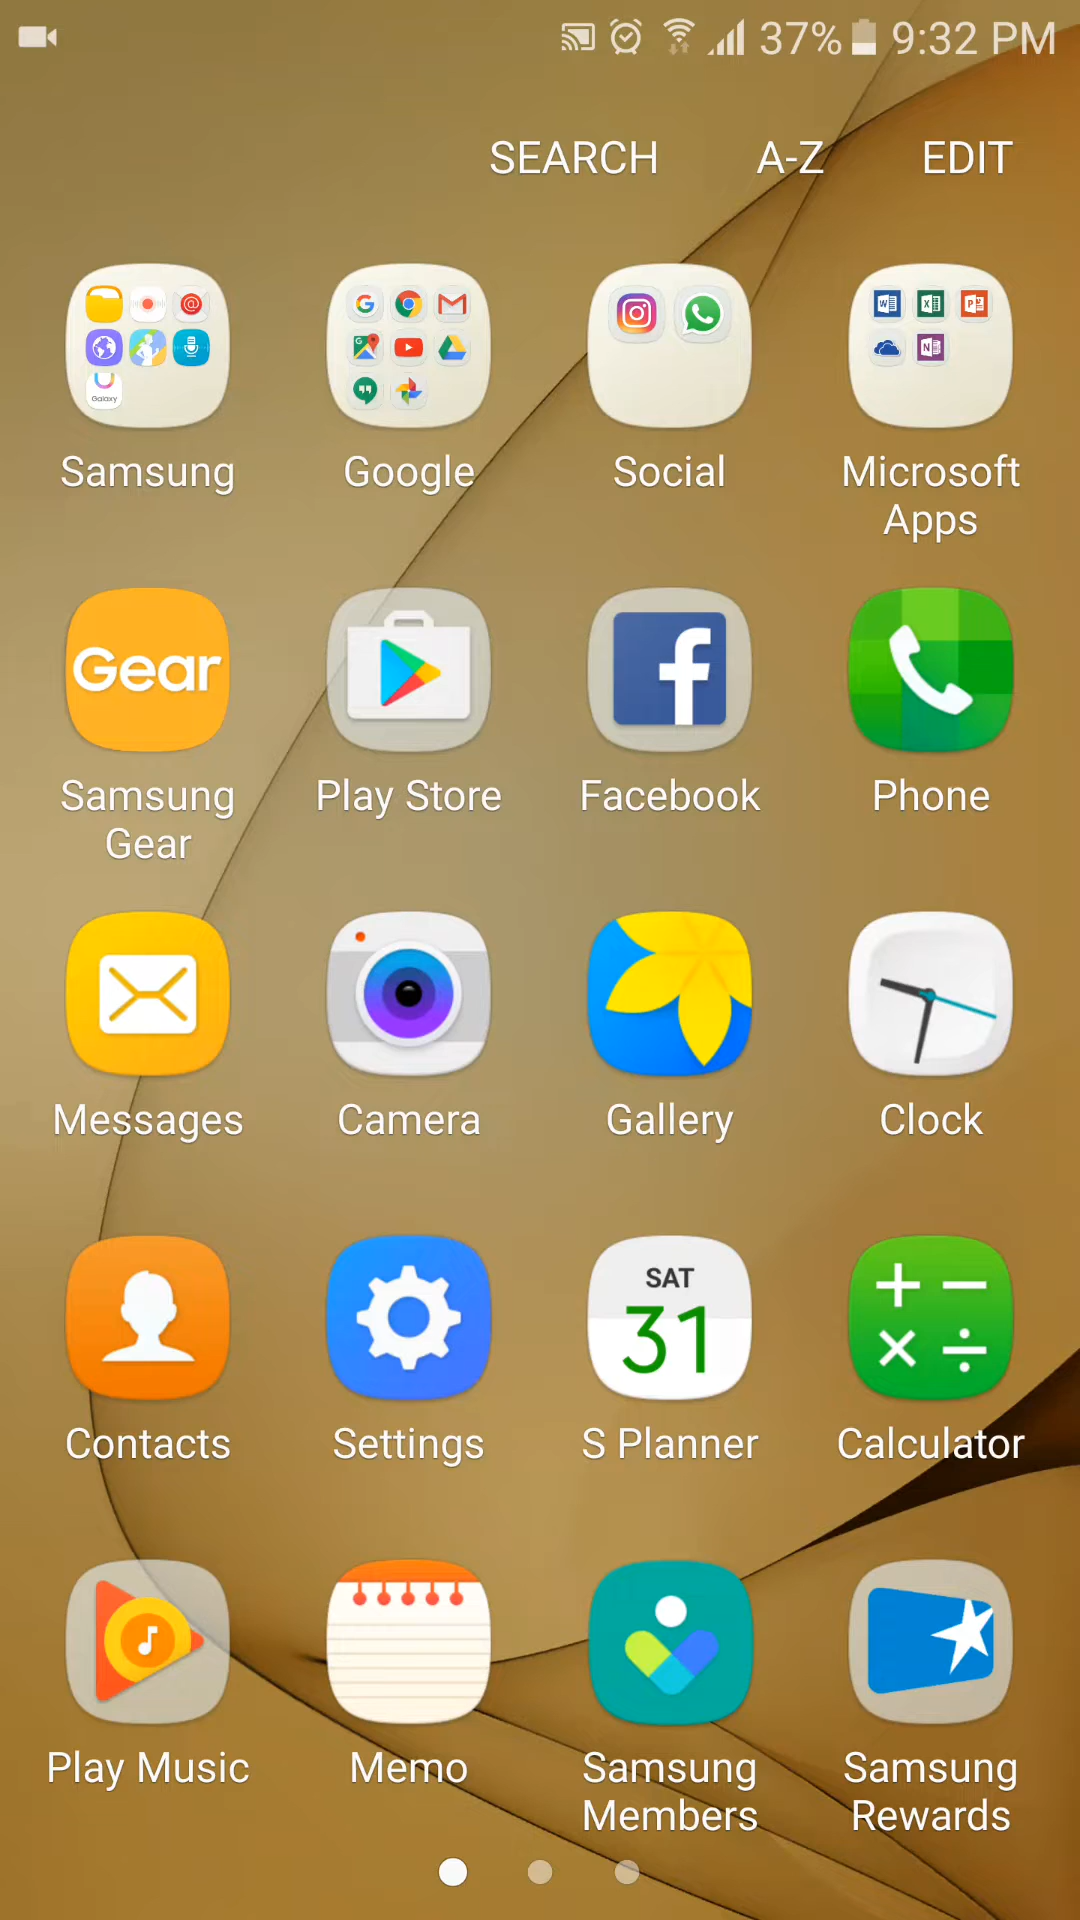 37% 9:32 PM
SEARCH A-Z EDIT
Galaxy
Samsung Google Social Microsoft
Apps
Gear
Samsung Play Store Facebook Phone
Gear
Messages Camera Gallery Clock
SAT
31
Contacts Settings S Planner Calculator
Play Music Memo Samsung Samsung
Members Rewards